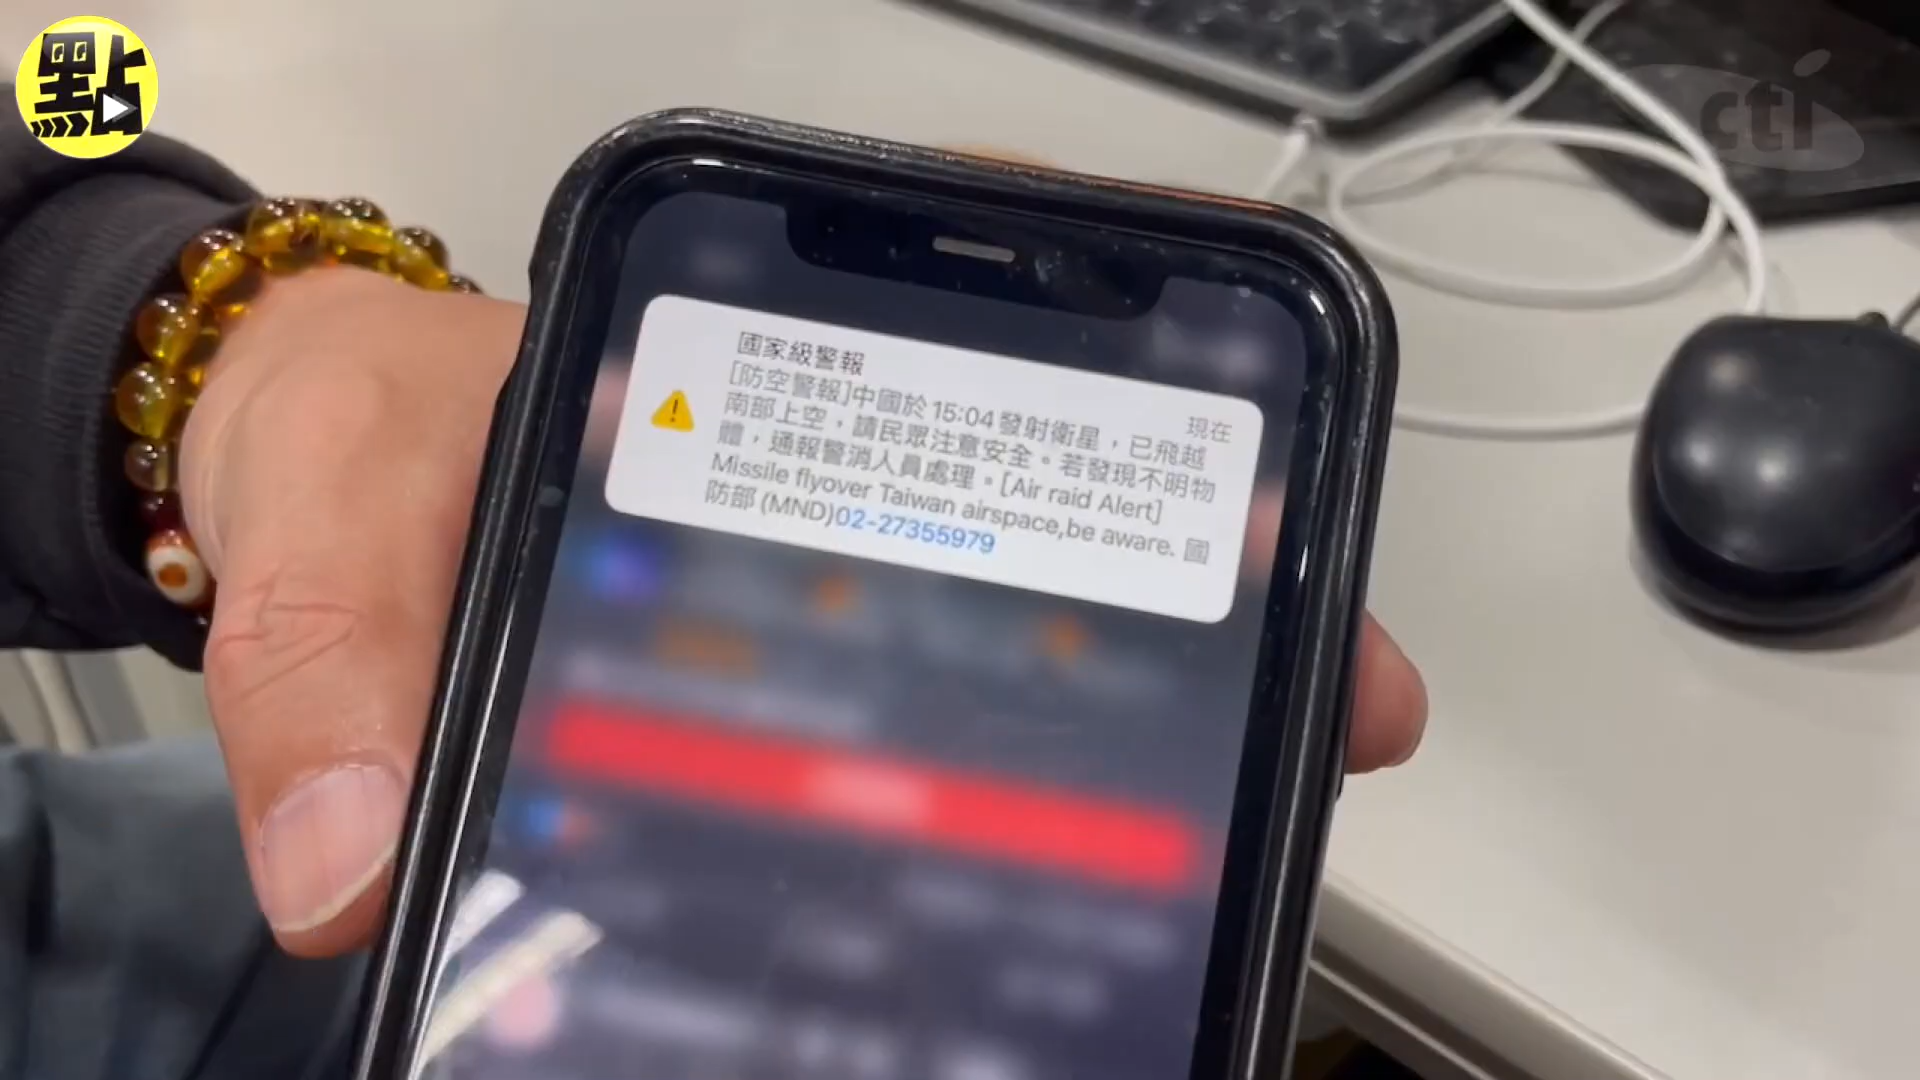 點
cti
國家級警報
現在
[防空警報]中國於15:04發射衛星，已飛越
南部上空，請民眾注意安全。若發現不明物
體，通報警消人員處理。[Air raid Alert]
Missile flyover Taiwan airspace,be aware. 國
防部 (MND)02-27355979